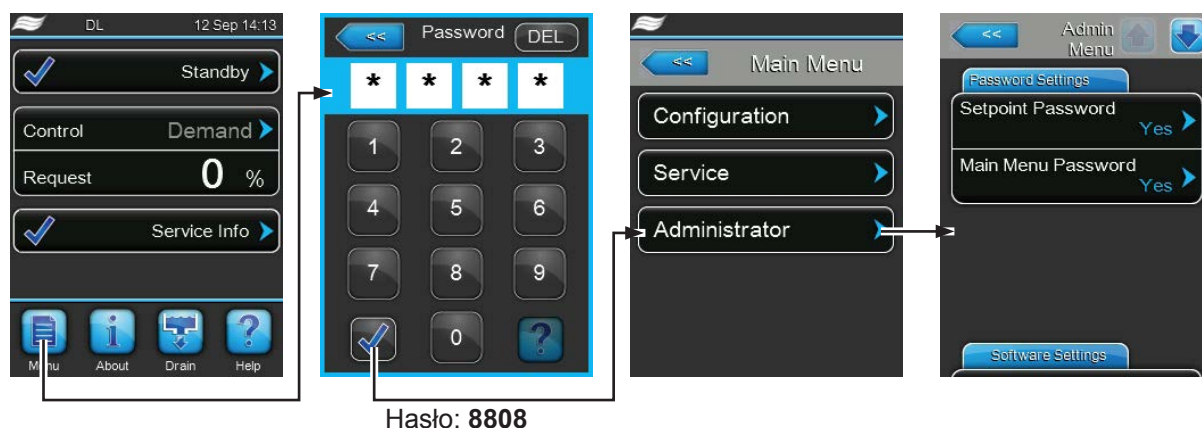 DL 12 Sep 14:13
Standby
Control Demand
Request 0 %
Service Info
Menu About Drain Help
<< Password DEL
* * * *
1 2 3
4 5 6
7 8 9
0 ?
Hasło: 8808
<< Main Menu
Configuration
Service
Administrator
<< Admin
Menu
Password Settings
Setpoint Password
Yes
Main Menu Password
Yes
Software Settings